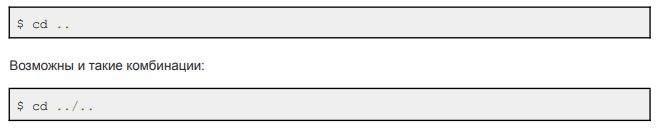 $ cd ..
Возможны и такие комбинации:
$ cd ../..